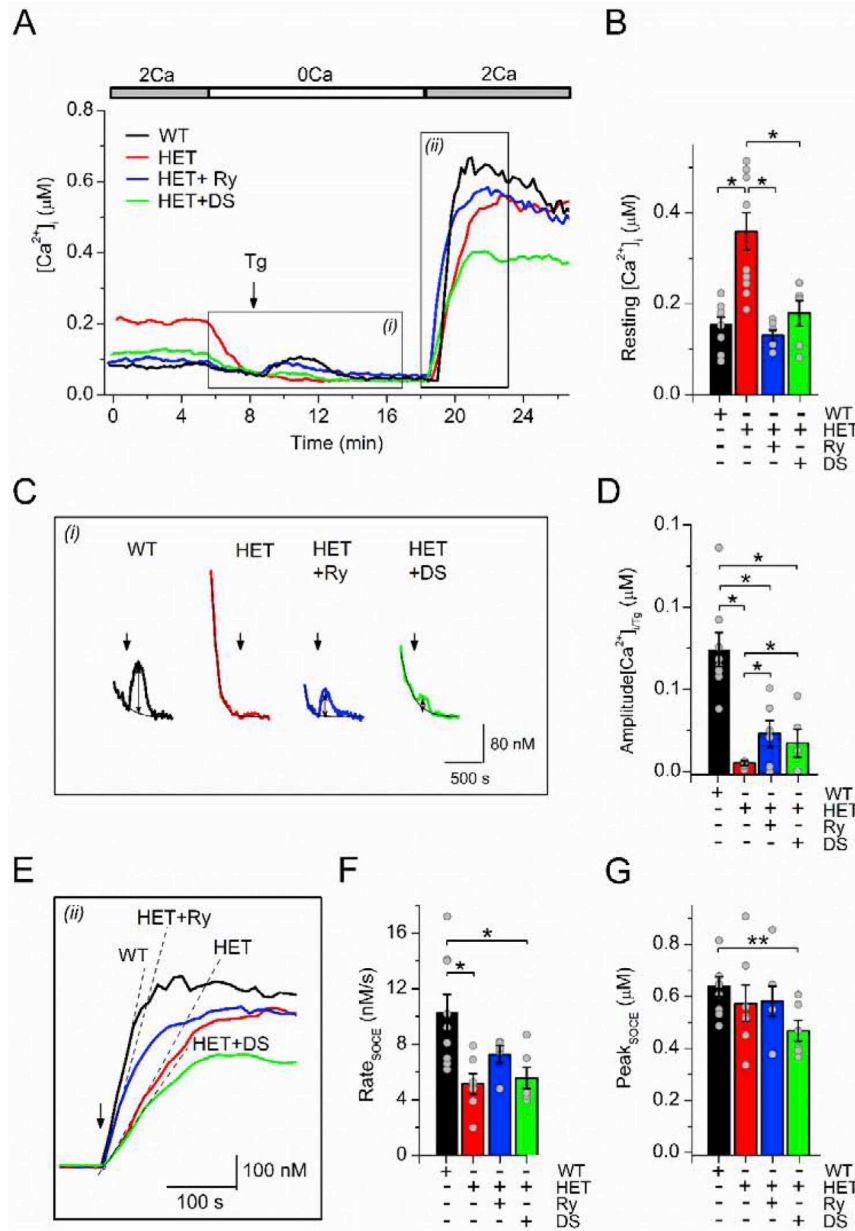 A
2Ca 0Ca 2Ca
0.8
0.6
0.4
0.2
0.0
[Ca2+]i (μM)
WT
HET
HET+ Ry
HET+DS
Tg
(i)
(ii)
0 4 8 12 16 20 24
Time (min)
B
*
* *
0.4
0.2
0.0
Resting [Ca2+]i (μM)
+ - - - WT
- + + + HET
- - + - Ry
- - - + DS
C
(i)
WT HET HET HET
+Ry +DS
80 nM
500 s
D
0.1
0.1
0.1
0.0
Amplitude[Ca2+]i/Tg (μM)
*
*
*
*
*
+ - - - WT
- + + + HET
- - + - Ry
- - - + DS
E
(ii)
HET+Ry
WT
HET
HET+DS
100 nM
100 s
F
16
12
8
4
0
RateSOCE (nM/s)
*
*
+ - - - WT
- + + + HET
- - + - Ry
- - - + DS
G
0.8
0.6
0.4
0.2
0.0
PeakSOCE (μM)
**
+ - - - WT
- + + + HET
- - + - Ry
- - - + DS